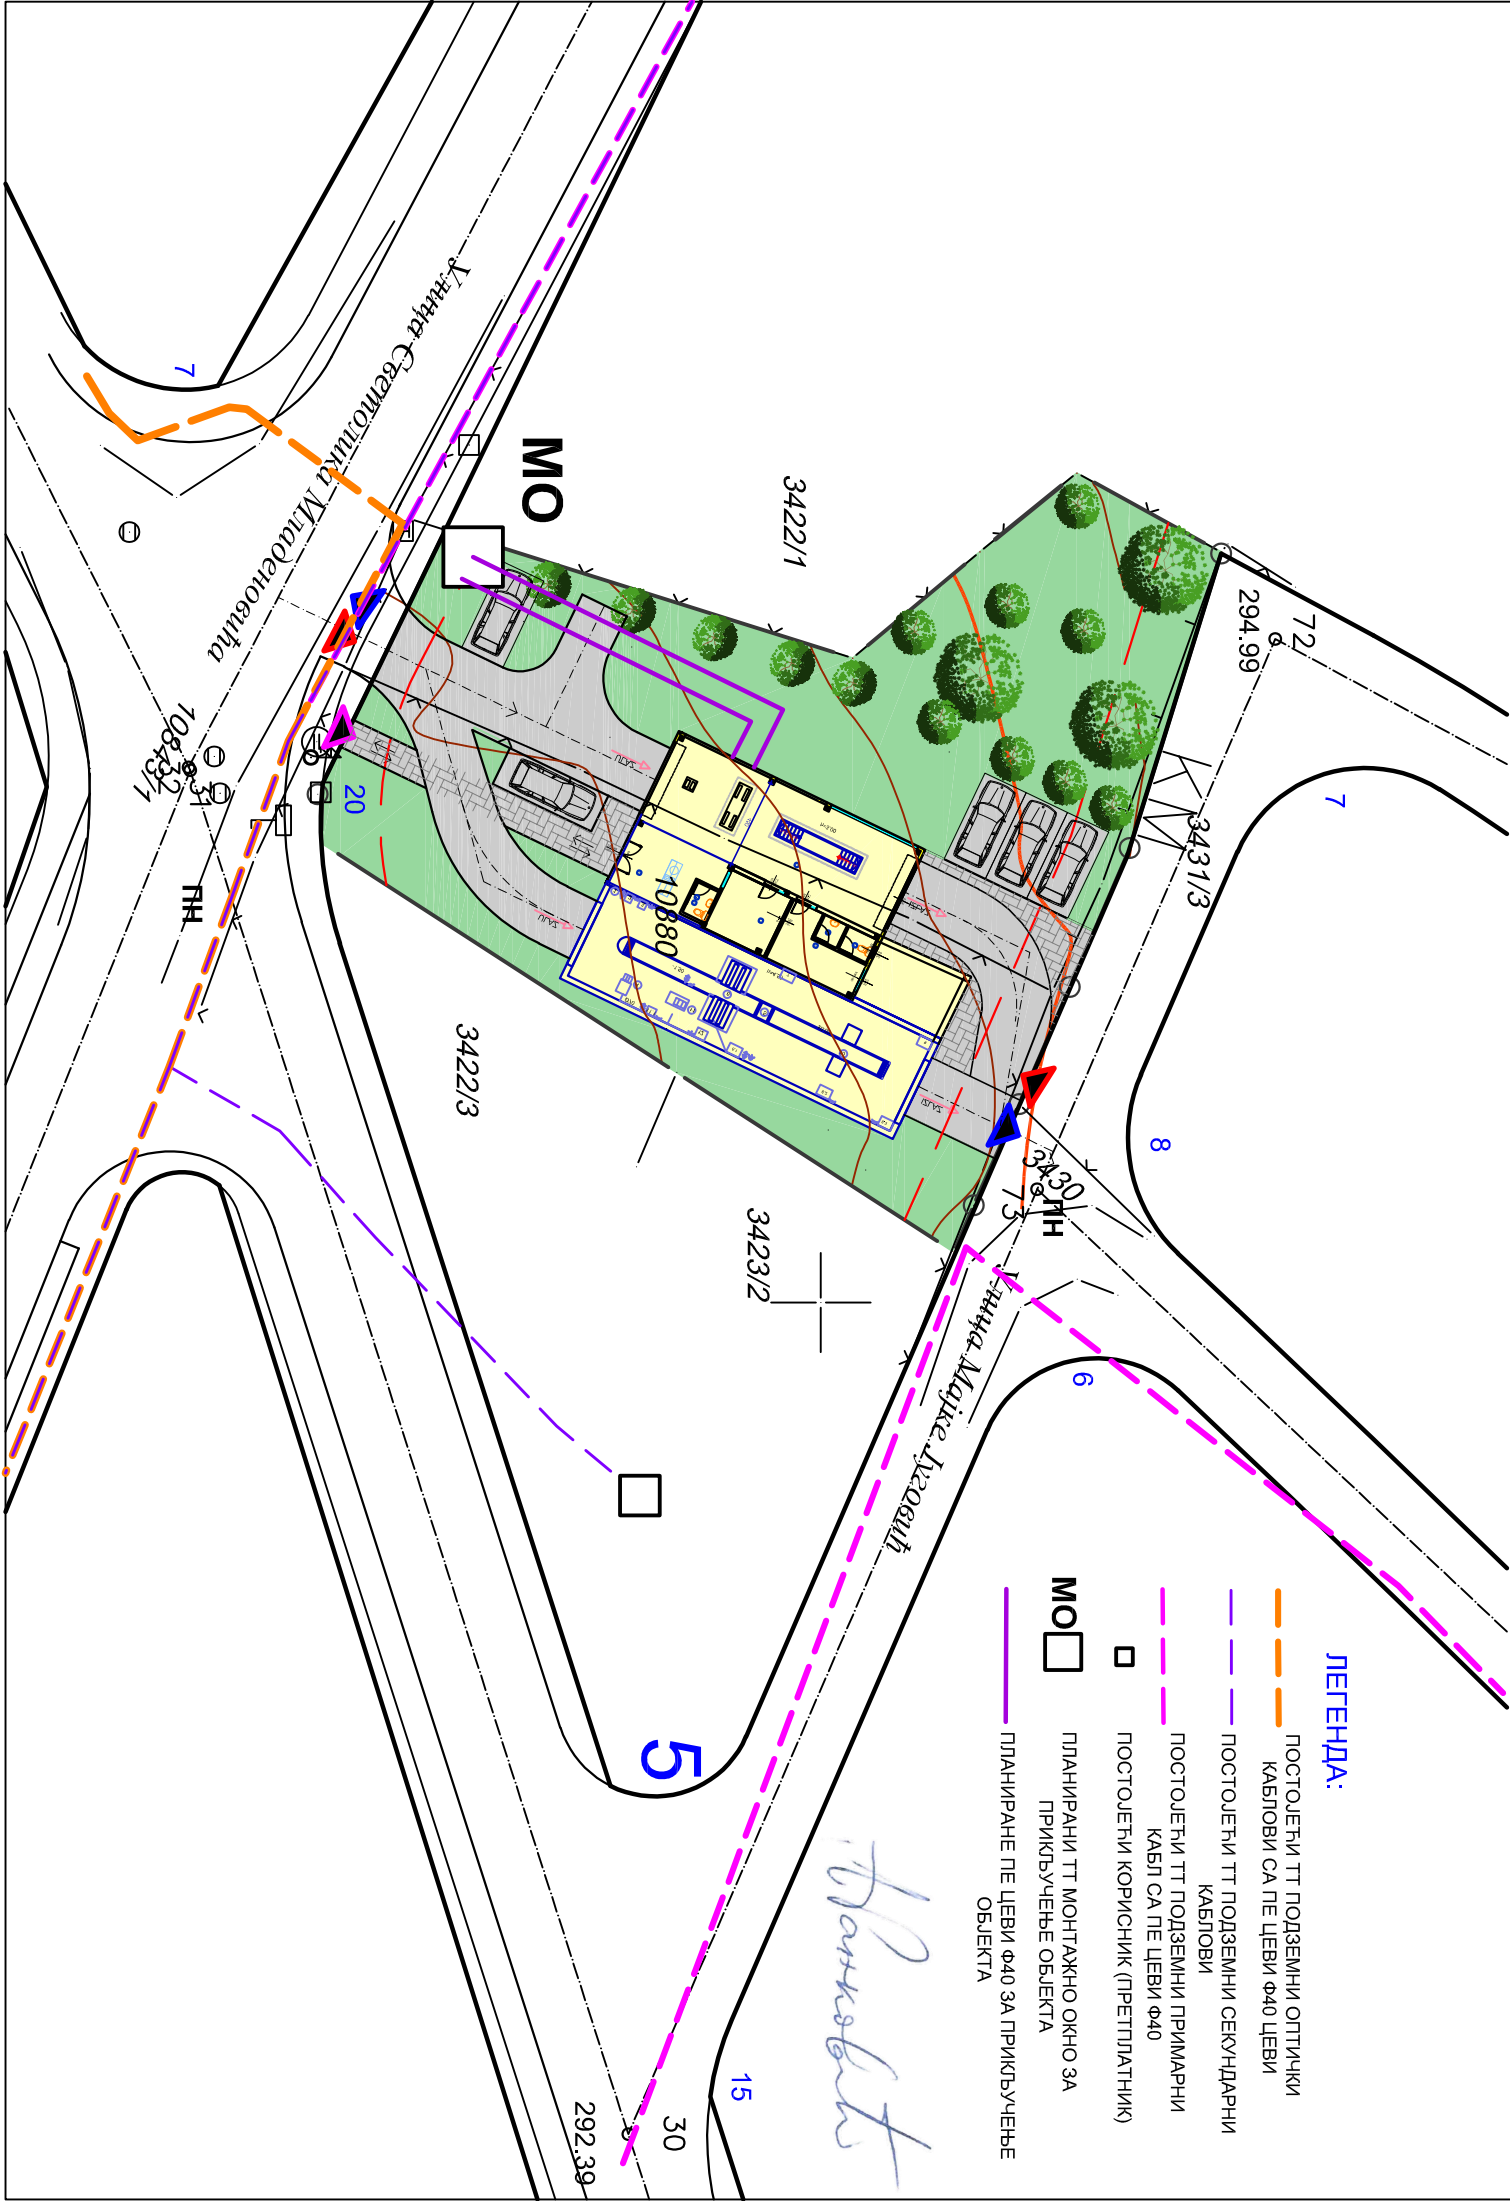 7
Улица Светолика Младеновића
МО
3422/1
72
294.99
3431/3
7
8
3430
73
ПН
Улица Мајке Југовић
6
3423/2
3422/3
10880
20
10843/1
32
31
ПН
5
15
30
292.39
ЛЕГЕНДА:
ПОСТОЈЕЋИ ТТ ПОДЗЕМНИ ОПТИЧКИ
КАБЛОВИ СА ПЕ ЦЕВИ Ф40 ЦЕВИ
ПОСТОЈЕЋИ ТТ ПОДЗЕМНИ СЕКУНДАРНИ
КАБЛОВИ
ПОСТОЈЕЋИ ТТ ПОДЗЕМНИ ПРИМАРНИ
КАБЛ СА ПЕ ЦЕВИ Ф40
ПОСТОЈЕЋИ КОРИСНИК (ПРЕТПЛАТНИК)
МО
ПЛАНИРАНИ ТТ МОНТАЖНО ОКНО ЗА
ПРИКЉУЧЕЊЕ ОБЈЕКТА
ПЛАНИРАНЕ ПЕ ЦЕВИ Ф40 ЗА ПРИКЉУЧЕЊЕ
ОБЈЕКТА